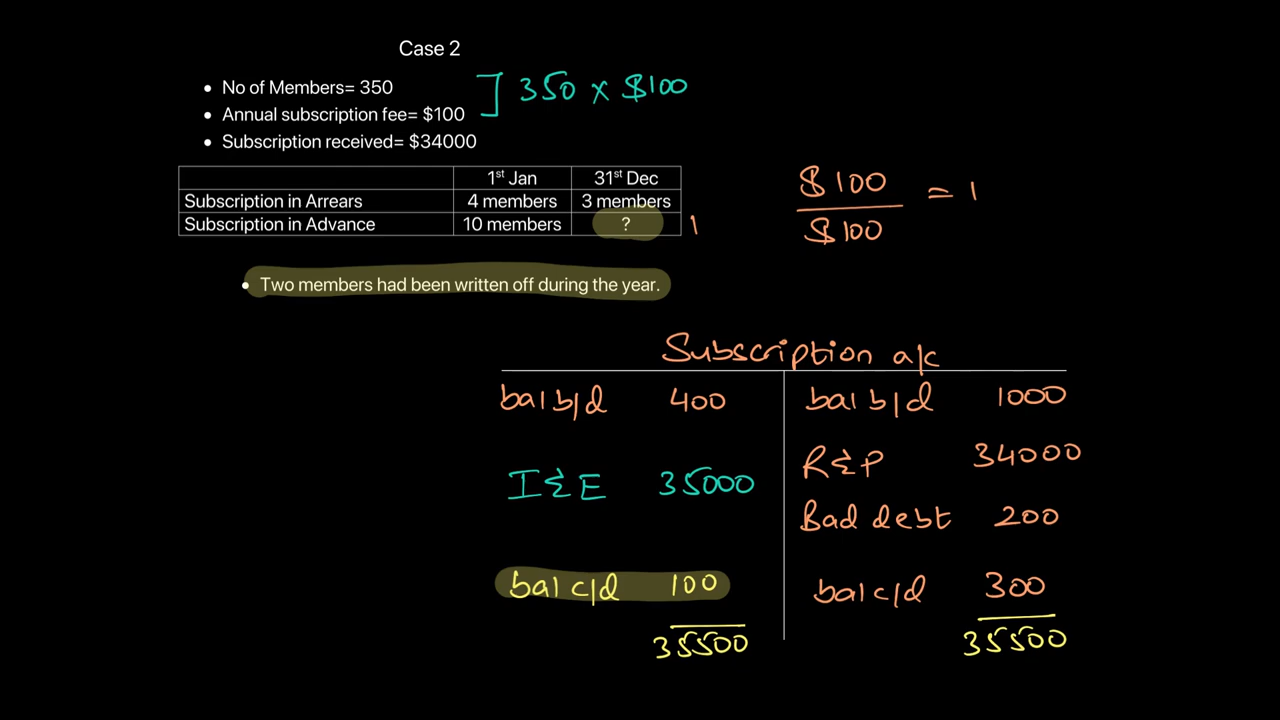 Case 2
• No of Members= 350
• Annual subscription fee= $100
] 350 × $100
• Subscription received= $34000
1st Jan 31st Dec
Subscription in Arrears 4 members 3 members
Subscription in Advance 10 members ? 1
$100 / $100 = 1
• Two members had been written off during the year.
Subscription a/c
bal b/d 400 bal b/d 1000
I & E 35000 R & P 34000
Bad debt 200
bal c/d 100 bal c/d 300
35500 35500